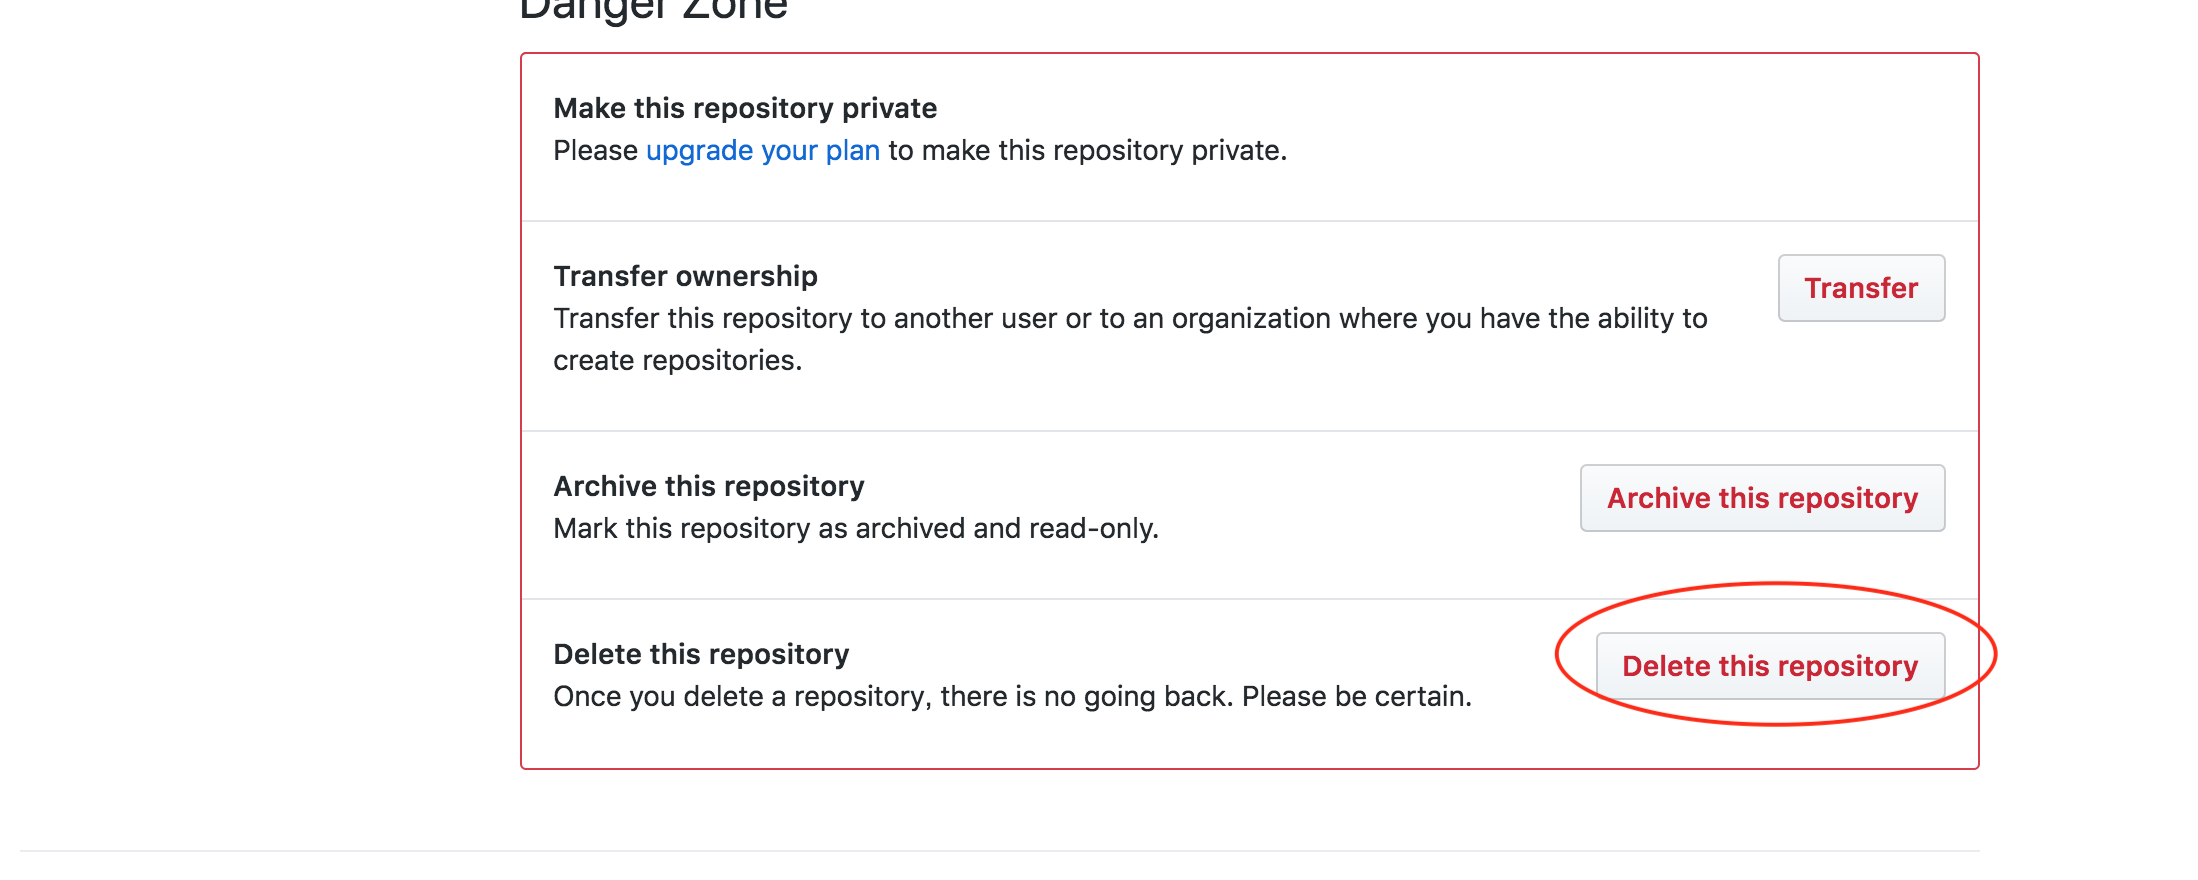 Danger Zone
Make this repository private
Please upgrade your plan to make this repository private.
Transfer ownership
Transfer this repository to another user or to an organization where you have the ability to
create repositories.
Transfer
Archive this repository
Mark this repository as archived and read-only.
Archive this repository
Delete this repository
Once you delete a repository, there is no going back. Please be certain.
Delete this repository